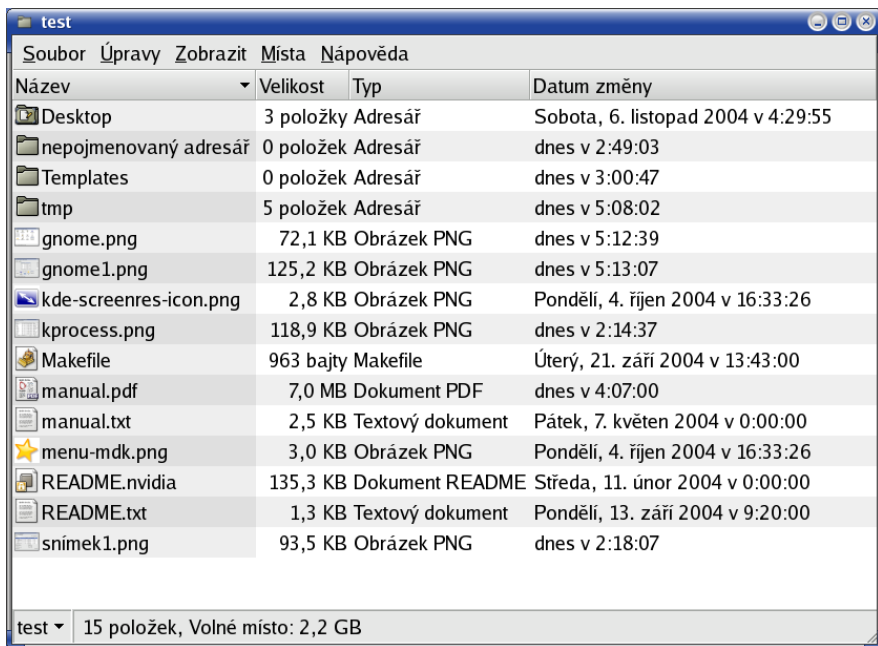 test
Soubor Úpravy Zobrazit Místa Nápověda
Název Velikost Typ Datum změny
Desktop 3 položky Adresář Sobota, 6. listopad 2004 v 4:29:55
nepojmenovaný adresář 0 položek Adresář dnes v 2:49:03
Templates 0 položek Adresář dnes v 3:00:47
tmp 5 položek Adresář dnes v 5:08:02
gnome.png 72,1 KB Obrázek PNG dnes v 5:12:39
gnome1.png 125,2 KB Obrázek PNG dnes v 5:13:07
kde-screenres-icon.png 2,8 KB Obrázek PNG Pondělí, 4. říjen 2004 v 16:33:26
kprocess.png 118,9 KB Obrázek PNG dnes v 2:14:37
Makefile 963 bajty Makefile Úterý, 21. září 2004 v 13:43:00
manual.pdf 7,0 MB Dokument PDF dnes v 4:07:00
manual.txt 2,5 KB Textový dokument Pátek, 7. květen 2004 v 0:00:00
menu-mdk.png 3,0 KB Obrázek PNG Pondělí, 4. říjen 2004 v 16:33:26
README.nvidia 135,3 KB Dokument README Středa, 11. únor 2004 v 0:00:00
README.txt 1,3 KB Textový dokument Pondělí, 13. září 2004 v 9:20:00
snímek1.png 93,5 KB Obrázek PNG dnes v 2:18:07
test 15 položek, Volné místo: 2,2 GB